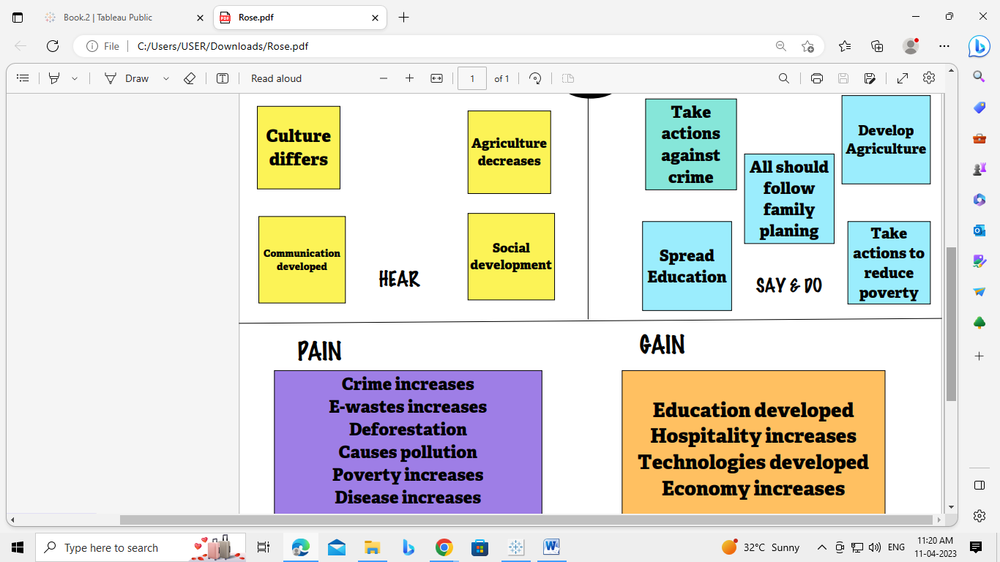 Book.2 | Tableau Public
Rose.pdf
File
C:/Users/USER/Downloads/Rose.pdf
Draw
Read aloud
1
of 1
Culture
differs
Agriculture
decreases
Communication
developed
Social
development
HEAR
Take
actions
against
crime
Develop
Agriculture
All should
follow
family
planing
Spread
Education
Take
actions to
reduce
poverty
SAY & DO
PAIN
Crime increases
E-wastes increases
Deforestation
Causes pollution
Poverty increases
Disease increases
GAIN
Education developed
Hospitality increases
Technologies developed
Economy increases
Type here to search
32°C Sunny
ENG
11:20 AM
11-04-2023